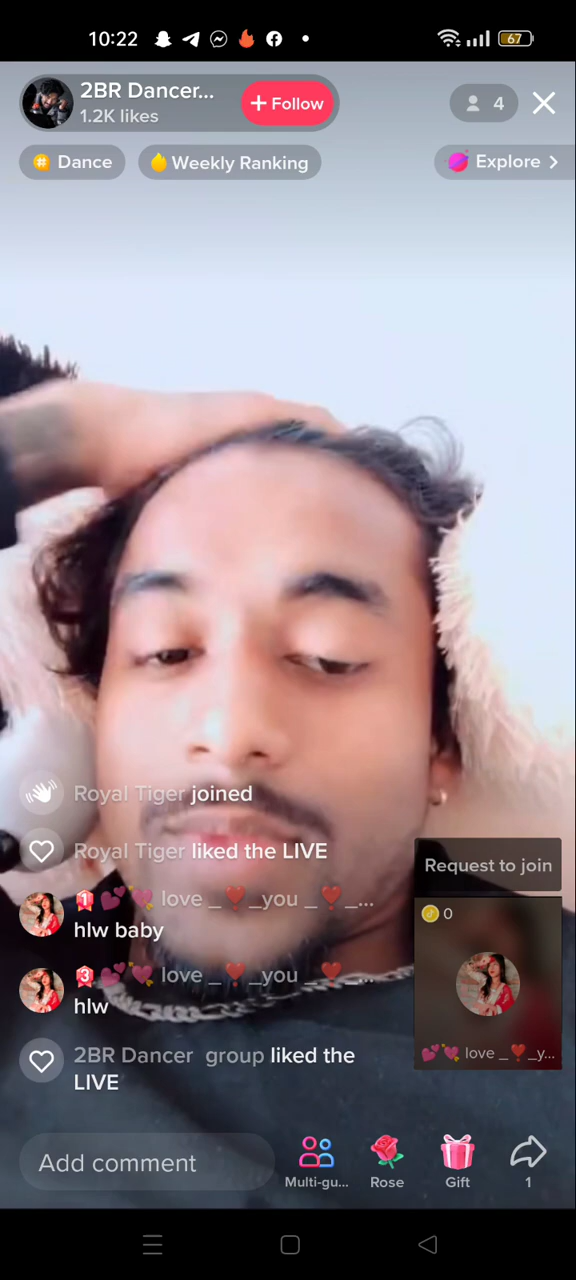 10:22
67
2BR Dancer...
1.2K likes
+ Follow
4
Dance
Weekly Ranking
Explore >
Royal Tiger joined
Royal Tiger liked the LIVE
1 💕💘 love _❣️_you _❣️_...
hlw baby
3 💕💘 love _❣️_you _❣️_...
hlw
2BR Dancer group liked the
LIVE
Request to join
0
💕💘 love _❣️_y...
Add comment
Multi-gu...
Rose
Gift
1